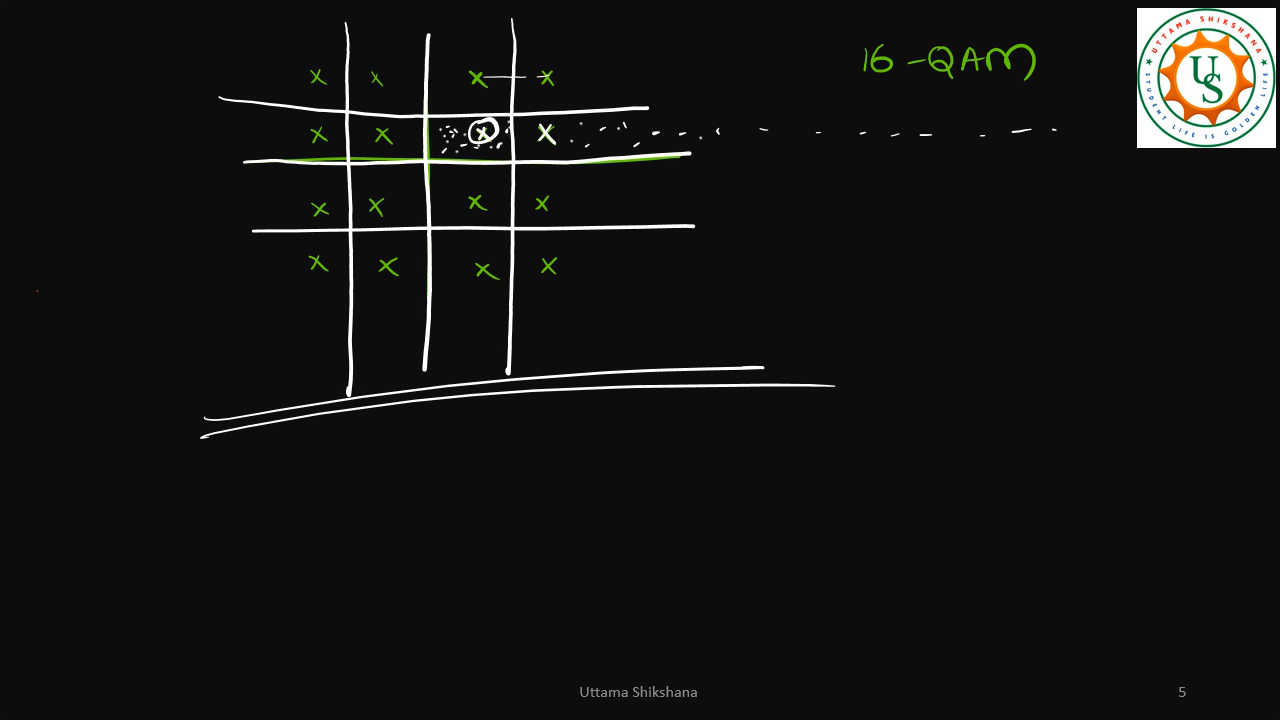 16-QAM
UTTAMA SHIKSHANA
US
★ STUDENT LIFE IS GOLDEN LIFE ★
x x x x
x x x x
x x x x
x x x x
Uttama Shikshana
5